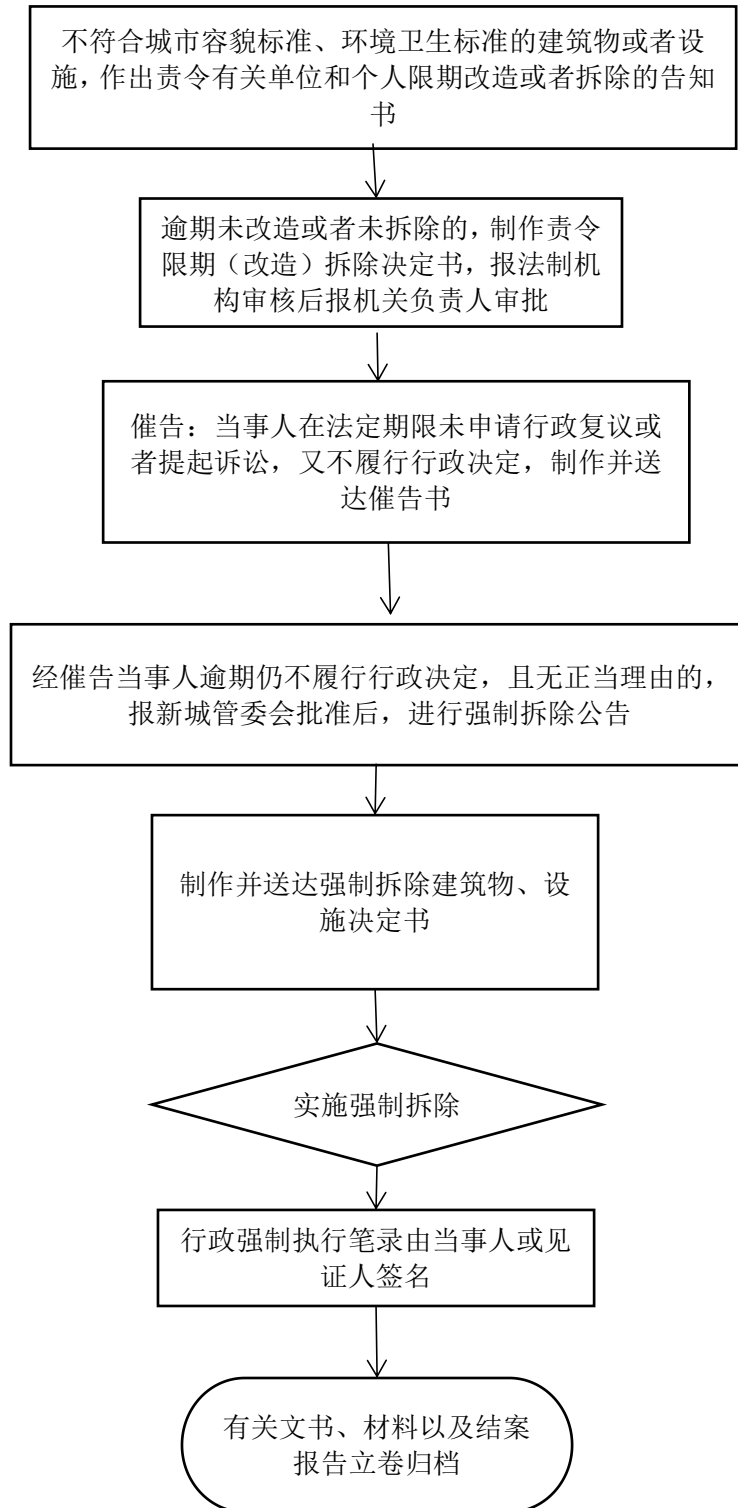 不符合城市容貌标准、环境卫生标准的建筑物或者设
施，作出责令有关单位和个人限期改造或者拆除的告知
书
逾期未改造或者未拆除的，制作责令
限期（改造）拆除决定书，报法制机
构审核后报机关负责人审批
催告：当事人在法定期限未申请行政复议或
者提起诉讼，又不履行行政决定，制作并送
达催告书
经催告当事人逾期仍不履行行政决定，且无正当理由的，
报新城管委会批准后，进行强制拆除公告
制作并送达强制拆除建筑物、设
施决定书
实施强制拆除
行政强制执行笔录由当事人或见
证人签名
有关文书、材料以及结案
报告立卷归档